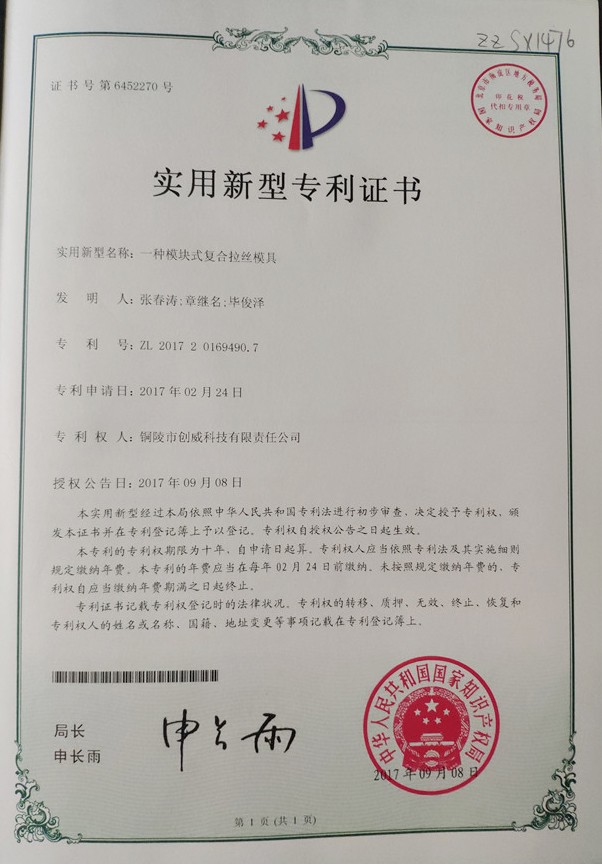 ZZ SY1476
证书号第6452270号
印花税
代扣专用章
国家知识产权局
实用新型专利证书
实用新型名称：一种模块式复合拉丝模具
发明人：张春涛;章继名;毕俊泽
专利号：ZL 2017 2 0169490.7
专利申请日：2017年02月24日
专利权人：铜陵市创威科技有限责任公司
授权公告日：2017年09月08日
本实用新型经过本局依照中华人民共和国专利法进行初步审查，决定授予专利权，颁
发本证书并在专利登记簿上予以登记。专利权自授权公告之日起生效。
本专利的专利权期限为十年，自申请日起算。专利权人应当依照专利法及其实施细则
规定缴纳年费。本专利的年费应当在每年02月24日前缴纳。未按照规定缴纳年费的，专
利权自应当缴纳年费期满之日起终止。
专利证书记载专利权登记时的法律状况。专利权的转移、质押、无效、终止、恢复和
专利权人的姓名或名称、国籍、地址变更等事项记载在专利登记簿上。
局长
申长雨
申长雨
中华人民共和国国家知识产权局
2017年09月08日
第1页(共1页)